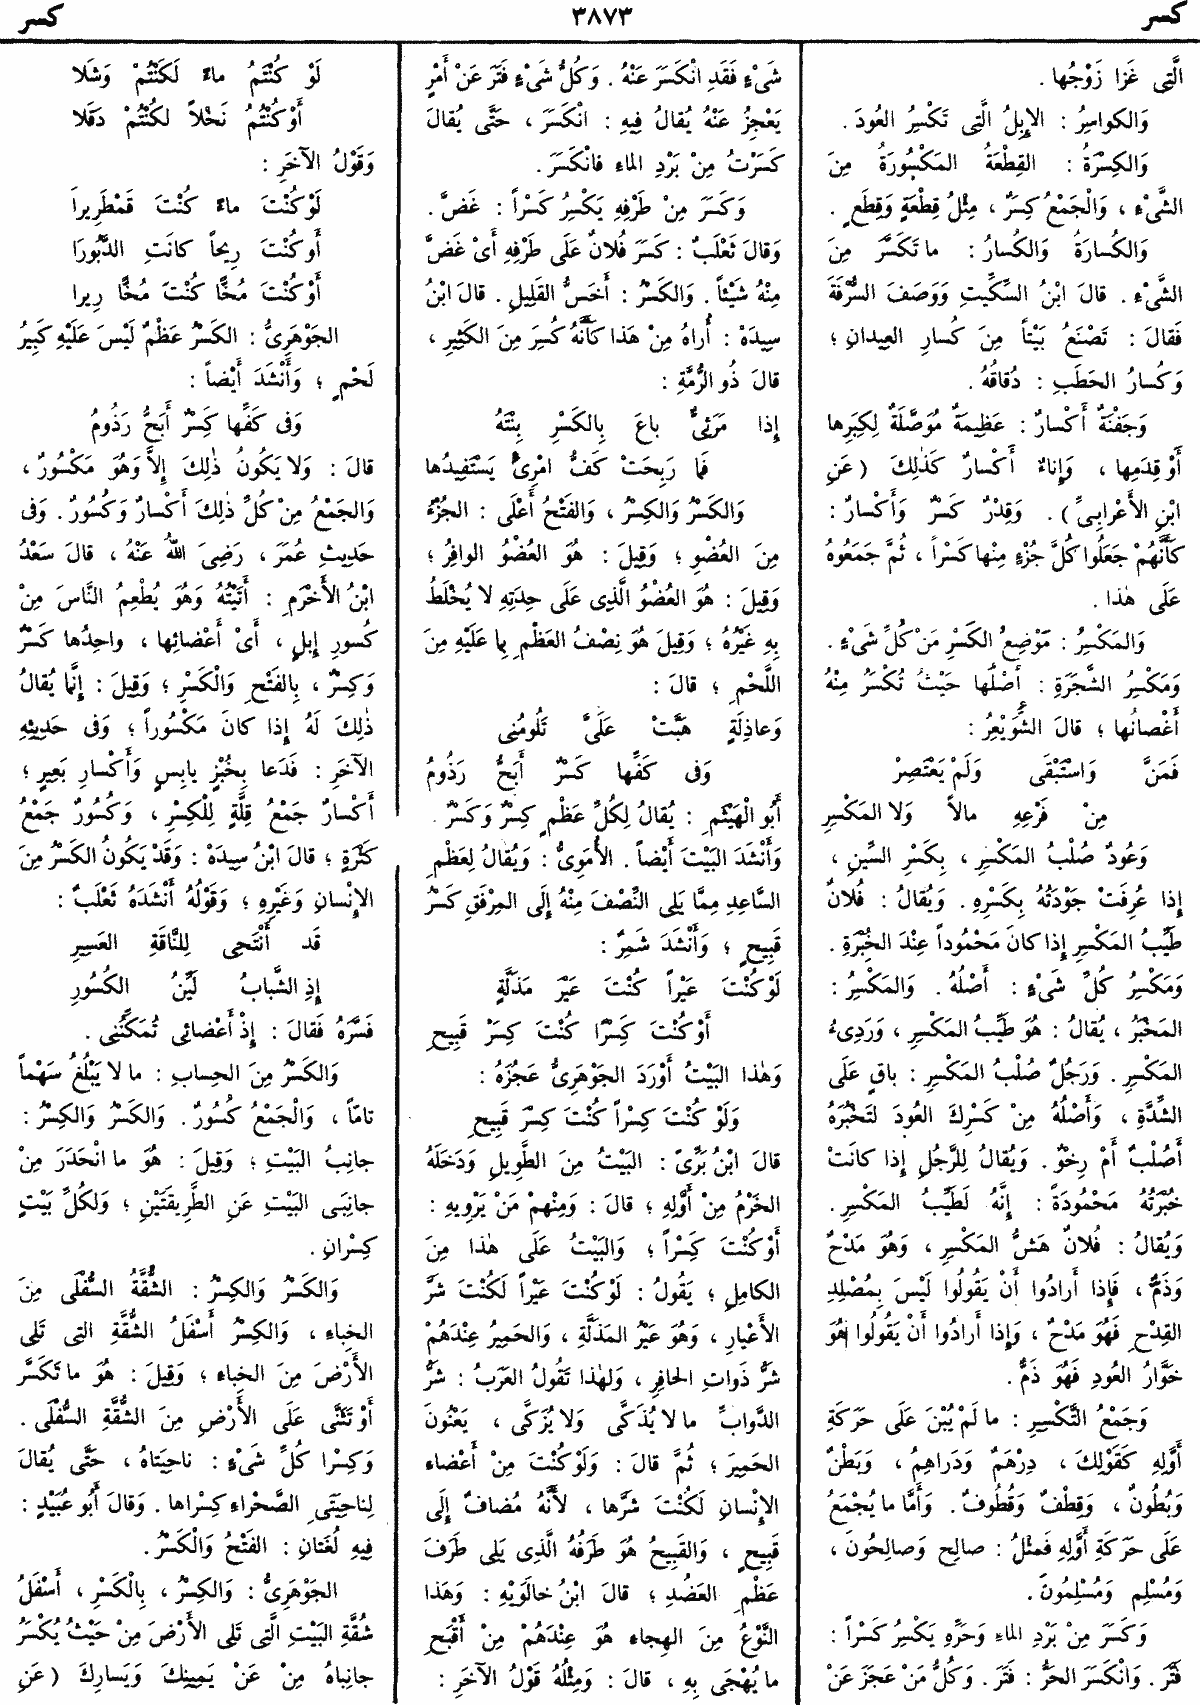 كسر
٣٨٧٣
كسر
الَّتِى غَزَا زَوْجُها .
وَالكواسِرُ : الإِبِلُ الَّتِى تَكْسِرُ العُودَ .
وَالكِسْرَةُ : القِطْعَةُ المَكْسُورَةُ مِنَ
الشَّىْءِ ، وَالْجَمْعُ كِسَرٌ ، مِثْلُ قِطْعَةٍ وَقِطَعٍ .
وَالكُسارَةُ وَالكُسارُ : ما تَكَسَّرَ مِنَ
الشَّىْءِ . قالَ ابْنُ السِّكِّيتِ وَوَصَفَ السُّرْفَةَ
فَقالَ : تَصْنَعُ بَيْتاً مِنَ كُسارِ العِيدانِ ؛
وَكُسارُ الحَطَبِ : دُقاقُهُ .
وَجَفْنَةٌ أَكْسارٌ : عَظِيمَةٌ مُوَصَّلَةٌ لِكِبَرِها
أَوْ قِدَمِها ، وَإِناءٌ أَكْسارٌ كَذٰلِكَ ( عَنِ
ابْنِ الأَعْرابِىِّ ) . وَقِدْرٌ كَسْرٌ وَأَكْسارٌ :
كَأَنَّهُمْ جَعَلُوا كُلَّ جُزْءٍ مِنْها كَسْراً ، ثُمَّ جَمَعُوهُ
عَلَى هٰذا .
وَالمَكْسِرُ : مَوْضِعُ الكَسْرِ مِنْ كُلِّ شَىْءٍ .
وَمَكْسِرُ الشَّجَرَةِ : أَصْلُها حَيْثُ تُكْسَرُ مِنْهُ
أَغْصانُها ؛ قالَ الشُّوَيْعِرُ :
فَمَنَّ وَاسْتَبْقَى وَلَمْ يَعْتَصِرْ
مِنْ فَرْعِهِ مالاً وَلا المَكْسِرِ
وَعُودٌ صُلْبُ المَكْسِرِ ، بِكَسْرِ السِّينِ ،
إِذا عُرِفَتْ جَوْدَتُهُ بِكَسْرِهِ . وَيُقالُ : فُلانٌ
طَيِّبُ المَكْسِرِ إِذا كانَ مَحْمُوداً عِنْدَ الخِبْرَةِ .
وَمَكْسِرُ كُلِّ شَىْءٍ : أَصْلُهُ . وَالمَكْسِرُ :
المَخْبَرُ ، يُقالُ : هُوَ طَيِّبُ المَكْسِرِ ، وَرَدِىءُ
المَكْسِرِ . وَرَجُلٌ صُلْبُ المَكْسِرِ : باقٍ عَلَى
الشِّدَّةِ ، وَأَصْلُهُ مِنْ كَسْرِكَ العُودَ لتَخْبُرَهُ
أَصُلْبٌ أَمْ رِخْوٌ . وَيُقالُ لِلرَّجُلِ إِذا كانَتْ
خُبْرَتُهُ مَحْمُودَةً : إِنَّهُ لَطَيِّبُ المَكْسِرِ .
وَيُقالُ : فُلانٌ هَشُّ المَكْسِرِ ، وَهُوَ مَدْحٌ
وَذَمٌّ ، فَإِذا أَرادُوا أَنْ يَقُولُوا لَيْسَ بِمُصْلِدِ
القِدْحِ فَهُوَ مَدْحٌ ، وَإِذا أَرادُوا أَنْ يَقُولُوا هُوَ
خَوَّارُ العُودِ فَهُوَ ذَمٌّ .
وَجَمْعُ التَّكْسِيرِ : ما لَمْ يُبْنَ عَلَى حَرَكَةِ
أَوَّلِهِ كَقَوْلِكَ ، دِرْهَمٌ وَدَراهِمُ ، وَبَطْنٌ
وَبُطُونٌ ، وَقِطْفٌ وَقُطُوفٌ . وَأَمَّا ما يُجْمَعُ
عَلَى حَرَكَةِ أَوَّلِهِ فَمِثْلُ : صالِحٍ وَصالِحُونَ ،
وَمُسْلِمٍ وَمُسْلِمُونَ .
وَكَسَرَ مِنْ بَرْدِ الماءِ وَحَرِّهِ يَكْسِرُ كَسْراً :
فَتَّرَ . وَانْكَسَرَ الحَرُّ : فَتَرَ . وَكُلُّ مَنْ عَجَزَ عَنْ
شَىْءٍ فَقَدِ انْكَسَرَ عَنْهُ . وَكُلُّ شَىْءٍ فَتَرَ عَنْ أَمْرٍ
يَعْجِزُ عَنْهُ يُقالُ فِيهِ : انْكَسَرَ ، حَتَّى يُقالَ
كَسَرْتُ مِنْ بَرْدِ الماءِ فانْكَسَرَ .
وَكَسَرَ مِنْ طَرْفِهِ يَكْسِرُ كَسْراً : غَضَّ .
وَقالَ ثَعْلَبٌ : كَسَرَ فُلانٌ عَلَى طَرْفِهِ أَىْ غَضَّ
مِنْهُ شَيْئاً . وَالكَسْرُ : أَخَسُّ القَلِيلِ . قالَ ابْنُ
سِيدَهْ : أُراهُ مِنْ هَذا كَأَنَّهُ كُسِرَ مِنَ الكَثِيرِ ،
قالَ ذُو الرُّمَّةِ :
إِذا مَرَئِىٌّ باعَ بِالكَسْرِ بِنْتَهُ
فَمَا رَبِحَتْ كَفُّ امْرِئٍ يَسْتَفِيدُها
وَالكَسْرُ وَالكِسْرُ ، وَالفَتْحُ أَعْلَى : الجُزْءُ
مِنَ العُضْوِ ؛ وَقِيلَ : هُوَ العُضْوُ الوافِرُ ؛
وَقِيلَ : هُوَ العُضْوُ الَّذِى عَلَى حِدَتِهِ لا يُخْلَطُ
بِهِ غَيْرُهُ ؛ وَقِيلَ هُوَ نِصْفُ العَظْمِ بِما عَلَيْهِ مِنَ
اللَّحْمِ ؛ قالَ :
وَعاذِلَةٍ هَبَّتْ عَلَىَّ تَلُومُنِى
وَفى كَفِّها كَسْرٌ أَبَحُّ رَذُومُ
أَبُو الْهَيْثَمِ : يُقالُ لِكُلِّ عَظْمٍ كِسْرٌ وَكَسْرٌ .
وَأَنْشَدَ البَيْتَ أَيْضاً . الأُمَوِىُّ : وَيُقالُ لِعَظْمِ
السَّاعِدِ مِمَّا يَلِى النِّصْفَ مِنْهُ إِلَى المِرْفَقِ كَسْرُ
قَبِيحٍ ؛ وَأَنْشَدَ شَمِرٌ :
لَوْ كُنْتَ عَيْراً كُنْتَ عَيْرَ مَذَلَّةٍ
أَوْ كُنْتَ كِسْرًا كُنْتَ كِسْرَ قَبِيحِ
وَهٰذا البَيْتُ أَوْرَدَ الجَوْهَرِىُّ عَجُزَهُ :
وَلَوْ كُنْتَ كِسْراً كُنْتَ كِسْرَ قَبِيحِ
قالَ ابْنُ بَرِّىّ : البَيْتُ مِنَ الطَّوِيلِ وَدَخَلَهُ
الخَرْمُ مِنْ أَوَّلِهِ ؛ قالَ : وَمِنْهمْ مَنْ يَرْوِيهِ :
أَوْ كُنْتَ كِسْراً ؛ وَالبَيْتُ عَلَى هٰذا مِنَ
الكامِلِ ؛ يَقُولُ : لَوْ كُنْتَ عَيْراً لَكُنْتَ شَرَّ
الأَعْيارِ ، وَهُوَ عَيْرُ المَذَلَّةِ ، وَالحَمِيرُ عِنْدَهُمْ
شَرُّ ذَواتِ الحافِرِ ، وَلهٰذا تَقُولُ العَرَبُ : شَرُّ
الدَّوابِّ ما لا يُذَكَّى وَلا يُزَكَّى ، يَعْنُونَ
الحَمِيرَ ؛ ثُمَّ قالَ : وَلَوْ كُنْتَ مِنْ أَعْضاء
الإِنْسانِ لَكُنْتَ شَرَّها ، لأَنَّهُ مُضافٌ إِلَى
قَبِيحٍ ، وَالقَبِيحُ هُوَ طَرَفُهُ الَّذِى يَلِى طَرَفَ
عَظْمِ العَضُدِ ؛ قالَ ابْنُ خالَوَيْهِ : وَهَذا
النَّوْعُ مِنَ الهِجاءِ هُوَ عِنْدَهُمْ مِنْ أَقْبَحِ
ما يُهْجَى بِهِ ، قالَ : وَمِثْلُهُ قَوْلُ الآخَرِ :
لَوْ كُنْتُمُ ماءً لَكُنْتُمْ وَشَلا
أَوْ كُنْتُمُ نَخْلاً لكُنْتُمْ دَقَلا
وَقَوْلُ الآخَرِ :
لَوْ كُنْتَ ماءً كُنْتَ قَمْطَرِيراَ
أَو كُنْتَ رِيحاً كانَتِ الدَّبُورَا
أَوْ كُنْتَ مُخًّا كُنْتَ مُخًّا رِيرا
الجَوْهَرِىُّ : الكَسْرُ عَظْمٌ لَيْسَ عَلَيْهِ كَبِيرُ
لَحْمٍ ؛ وَأَنْشَدَ أَيْضاً :
وَفى كَفِّها كَِسْرٌ أَبَحُّ رَذُومُ
قالَ : وَلا يَكُونُ ذٰلِكَ إِلاَّ وَهُوَ مَكْسُورٌ ،
وَالجَمْعُ مِنْ كُلِّ ذٰلِكَ أَكْسارٌ وَكُسُورٌ . وَفى
حَدِيثِ عُمَرَ ، رَضِىَ اللّٰهُ عَنْهُ ، قالَ سَعْدُ
ابْنُ الأَخْرَمِ : أَتَيْتُهُ وَهُوَ يُطْعِمُ النَّاسَ مِنْ
كُسورِ إِبِلٍ ، أَىْ أَعْضائِها ، واحِدُها كَسْرٌ
وَكِسْرٌ ، بِالفَتْحِ وَالْكَسْرِ ؛ وَقِيلَ : إِنَّمَا يُقالُ
ذٰلِكَ لَهُ إِذا كانَ مَكْسُوراً ؛ وَفى حَدِيثِهِ
الآخَرِ : فَدَعا بِخُبْزٍ يابِسٍ وَأَكْسارِ بَعِيرٍ ؛
أَكْسارٌ جَمْعُ قِلَّةٍ لِلْكِسْرِ ، وَكُسُورٌ جَمْعُ
كَثْرَةٍ ؛ قالَ ابْنُ سِيدَهْ : وَقَدْ يَكُونُ الكَسْرُ مِنَ
الإِنْسانِ وَغَيْرِهِ ؛ وَقَوْلُهُ أَنْشَدَهُ ثَعْلَبٌ :
قَد أَنْتَحِى لِلنَّاقَةِ العَسِيرِ
إِذِ الشَّبابُ لَيِّنُ الكُسُورِ
فَسَّرَهُ فَقالَ : إِذْ أَعْضائِى تُمَكِّنُنِى .
وَالكَسْرُ مِنَ الحِسابِ : ما لا يَبْلُغُ سَهْماً
تامّاً ، وَالْجَمْعُ كُسُورٌ . وَالكَسْرُ وَالكِسْرُ :
جانِبُ البَيْتِ ؛ وَقِيلَ : هُوَ ما انْحَدَرَ مِنْ
جانِبَى البَيْتِ عَنِ الطَّرِيقَتَيْنِ ؛ وَلكُلِّ بَيْتٍ
كِسْرانِ .
وَالكَسْرُ وَالكِسْرُ : الشُّقَّةُ السُّفْلَى مِنَ
الخِباءِ ، وَالكِسْرُ أَسْفَلُ الشُّقَّةِ التى تَلِى
الأَرْضَ مِنَ الخِباء ؛ وَقِيلَ : هُوَ ما تَكَسَّرَ
أَوْ تَثَنَّى عَلَى الأَرْضِ مِنَ الشُّقَّةِ السُّفْلَى .
وَكِسْرا كُلِّ شَىْءٍ : ناحِيَتاهُ ، حَتَّى يُقالَ
لِناحِيَتَى الصَّحْراءِ كِسْراها . وَقالَ أَبُو عُبَيْدٍ :
فِيهِ لُغَتانِ : الفَتْحُ وَالْكَسْرُ .
الجَوْهَرِىُّ : وَالكِسْرُ ، بِالْكَسْرِ ، أَسْفَلُ
شُقَّةِ البَيْتِ الَّتِى تَلِى الأَرْضَ مِنْ حَيْثُ يُكْسَرُ
جانِباهُ مِنْ عَنْ يَمِينِكَ وَيَسارِكَ ( عَنِ